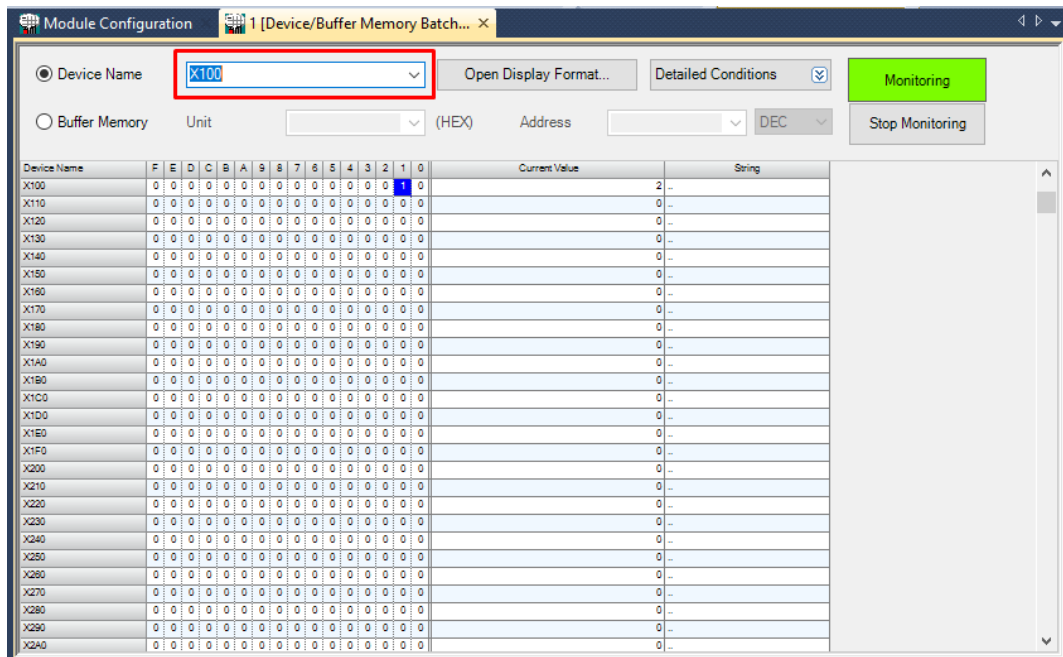 Module Configuration × 1 [Device/Buffer Memory Batch... ×
Device Name X100 Open Display Format... Detailed Conditions Monitoring
Buffer Memory Unit (HEX) Address DEC Stop Monitoring
Device Name F E D C B A 9 8 7 6 5 4 3 2 1 0 Current Value String
X100 0 0 0 0 0 0 0 0 0 0 0 0 0 0 1 0 2 ..
X110 0 0 0 0 0 0 0 0 0 0 0 0 0 0 0 0 0 ..
X120 0 0 0 0 0 0 0 0 0 0 0 0 0 0 0 0 0 ..
X130 0 0 0 0 0 0 0 0 0 0 0 0 0 0 0 0 0 ..
X140 0 0 0 0 0 0 0 0 0 0 0 0 0 0 0 0 0 ..
X150 0 0 0 0 0 0 0 0 0 0 0 0 0 0 0 0 0 ..
X160 0 0 0 0 0 0 0 0 0 0 0 0 0 0 0 0 0 ..
X170 0 0 0 0 0 0 0 0 0 0 0 0 0 0 0 0 0 ..
X180 0 0 0 0 0 0 0 0 0 0 0 0 0 0 0 0 0 ..
X190 0 0 0 0 0 0 0 0 0 0 0 0 0 0 0 0 0 ..
X1A0 0 0 0 0 0 0 0 0 0 0 0 0 0 0 0 0 0 ..
X1B0 0 0 0 0 0 0 0 0 0 0 0 0 0 0 0 0 0 ..
X1C0 0 0 0 0 0 0 0 0 0 0 0 0 0 0 0 0 0 ..
X1D0 0 0 0 0 0 0 0 0 0 0 0 0 0 0 0 0 0 ..
X1E0 0 0 0 0 0 0 0 0 0 0 0 0 0 0 0 0 0 ..
X1F0 0 0 0 0 0 0 0 0 0 0 0 0 0 0 0 0 0 ..
X200 0 0 0 0 0 0 0 0 0 0 0 0 0 0 0 0 0 ..
X210 0 0 0 0 0 0 0 0 0 0 0 0 0 0 0 0 0 ..
X220 0 0 0 0 0 0 0 0 0 0 0 0 0 0 0 0 0 ..
X230 0 0 0 0 0 0 0 0 0 0 0 0 0 0 0 0 0 ..
X240 0 0 0 0 0 0 0 0 0 0 0 0 0 0 0 0 0 ..
X250 0 0 0 0 0 0 0 0 0 0 0 0 0 0 0 0 0 ..
X260 0 0 0 0 0 0 0 0 0 0 0 0 0 0 0 0 0 ..
X270 0 0 0 0 0 0 0 0 0 0 0 0 0 0 0 0 0 ..
X280 0 0 0 0 0 0 0 0 0 0 0 0 0 0 0 0 0 ..
X290 0 0 0 0 0 0 0 0 0 0 0 0 0 0 0 0 0 ..
X2A0 0 0 0 0 0 0 0 0 0 0 0 0 0 0 0 0 0 ..